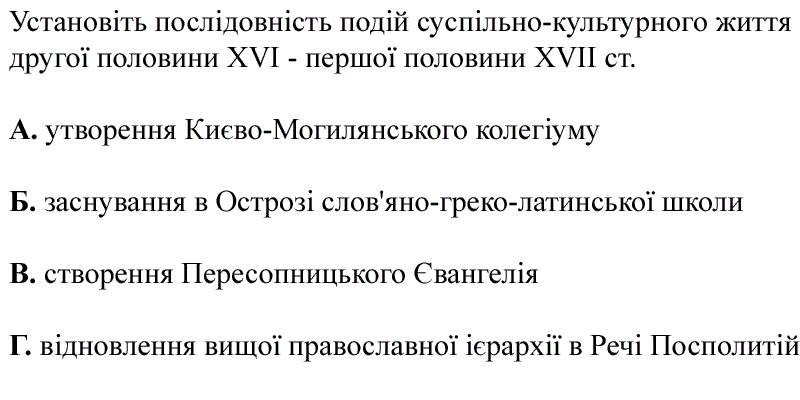 Установіть послідовність подій суспільно-культурного життя
другої половини XVI - першої половини XVII ст.
А. утворення Києво-Могилянського колегіуму
Б. заснування в Острозі слов'яно-греко-латинської школи
В. створення Пересопницького Євангелія
Г. відновлення вищої православної ієрархії в Речі Посполитій